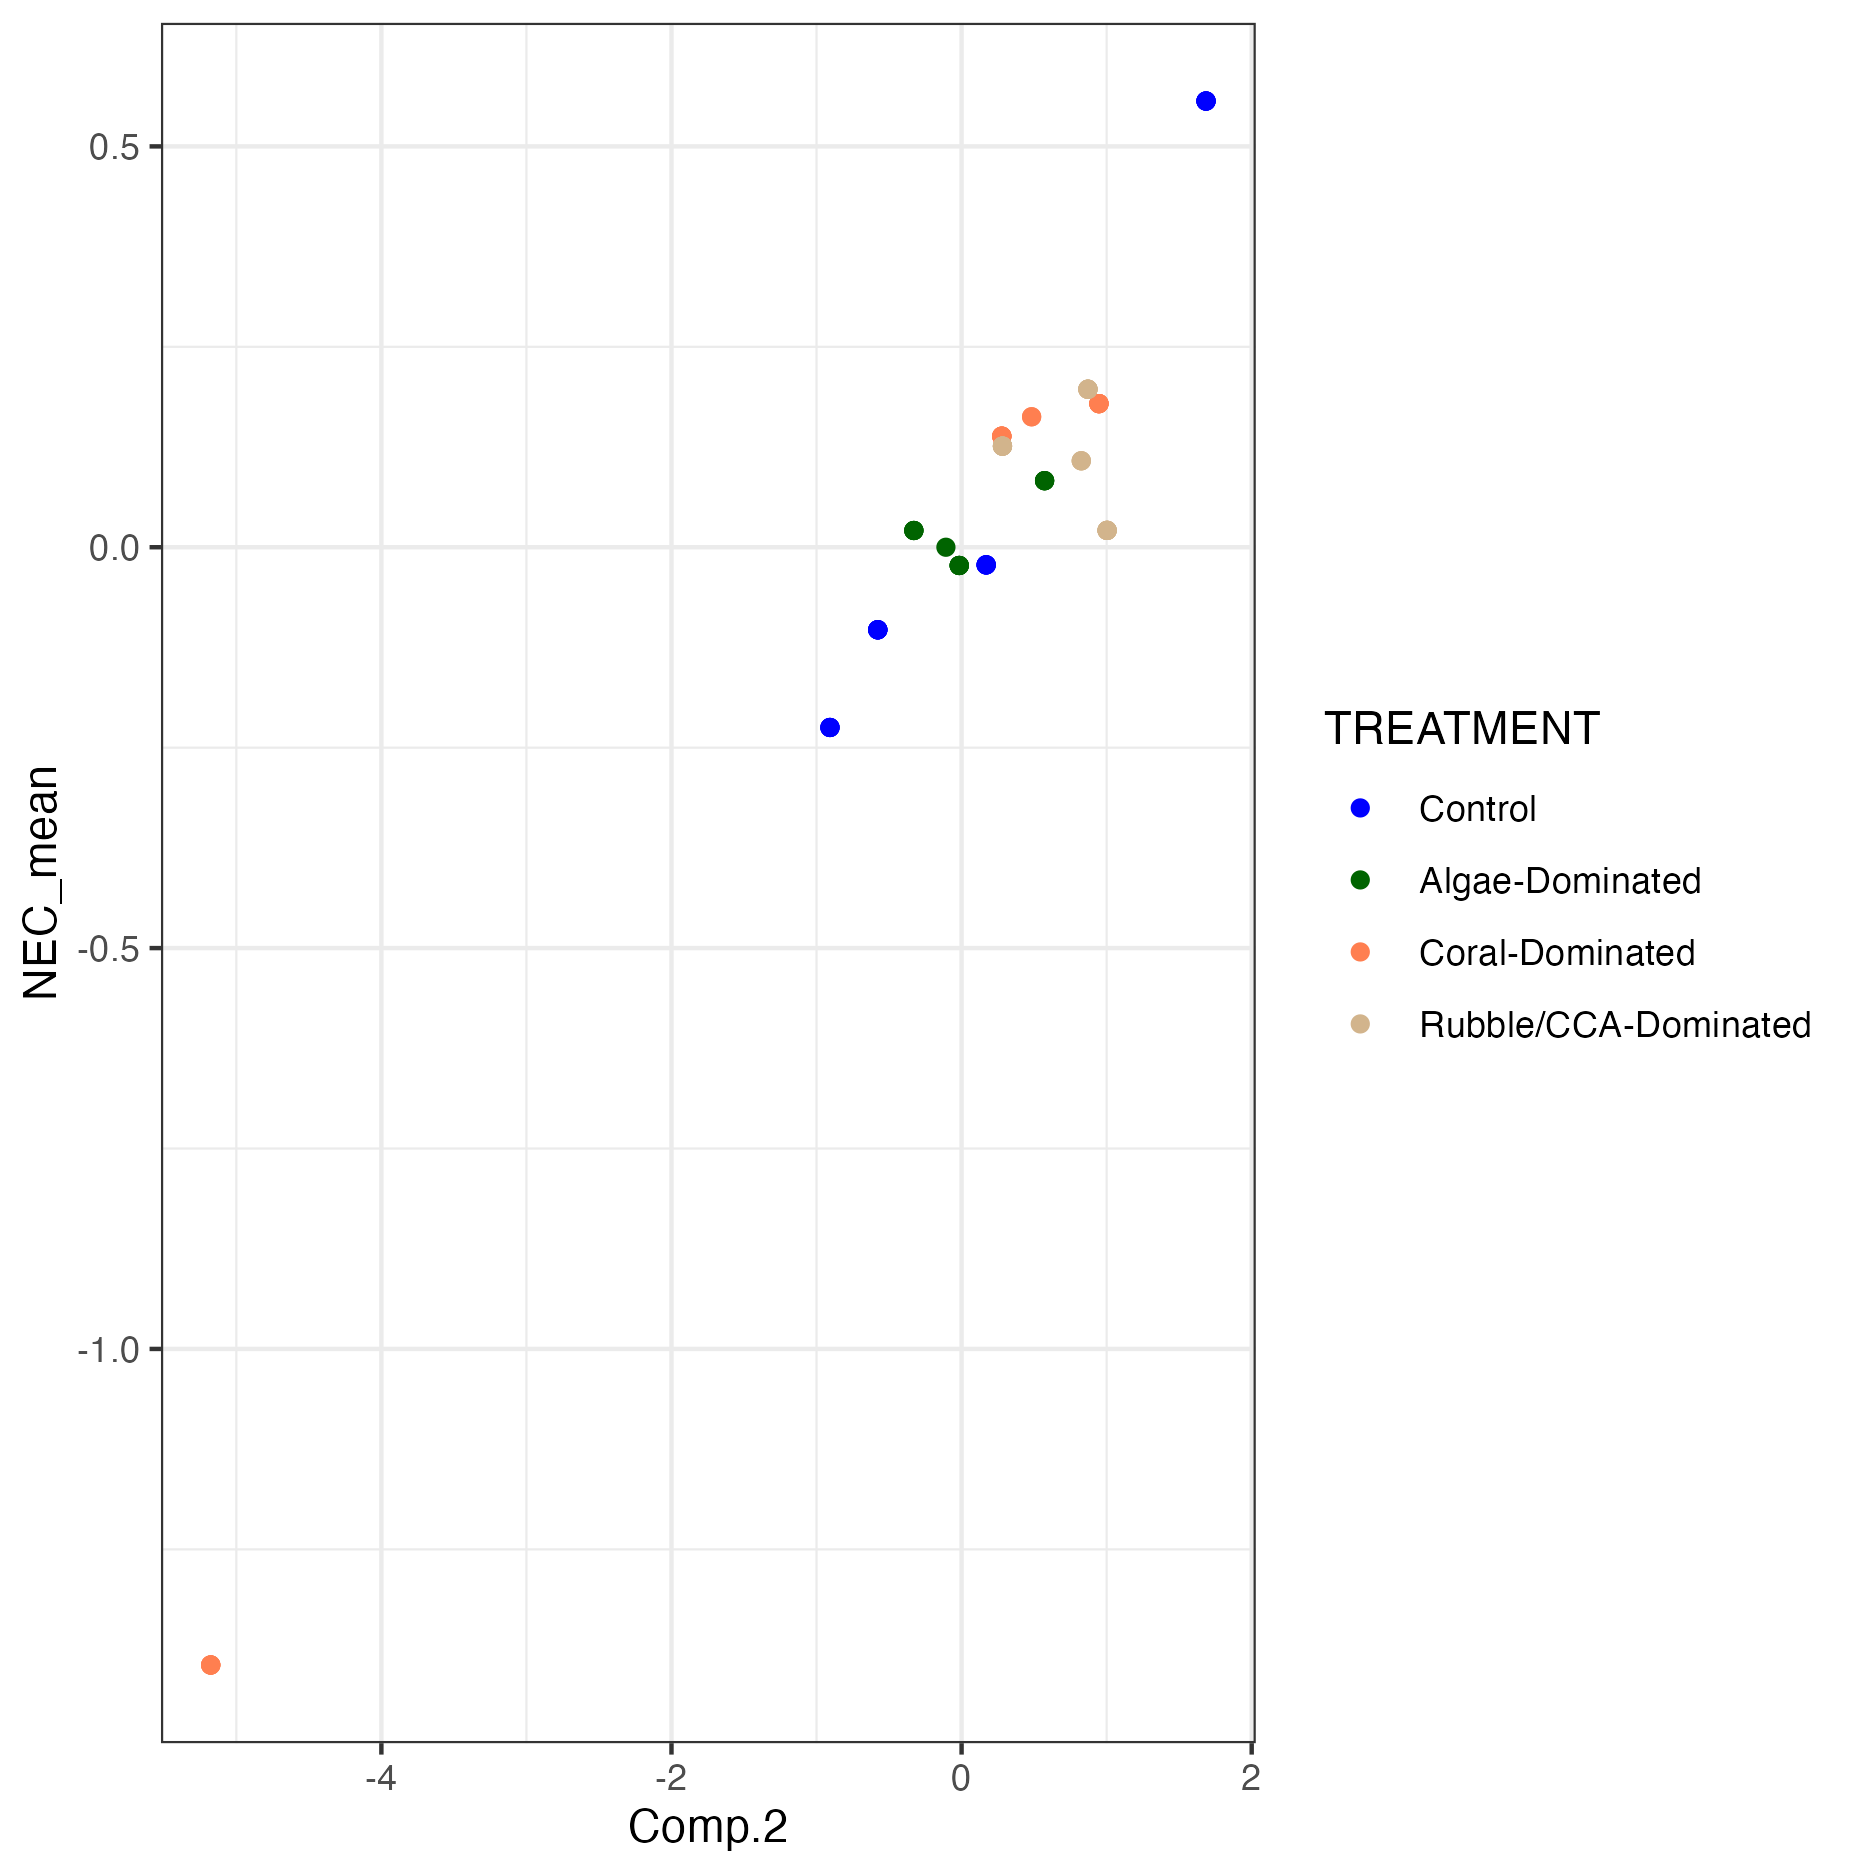 NEC_mean
0.5
0.0
-0.5
-1.0
-4
-2
0
2
Comp.2
TREATMENT
Control
Algae-Dominated
Coral-Dominated
Rubble/CCA-Dominated